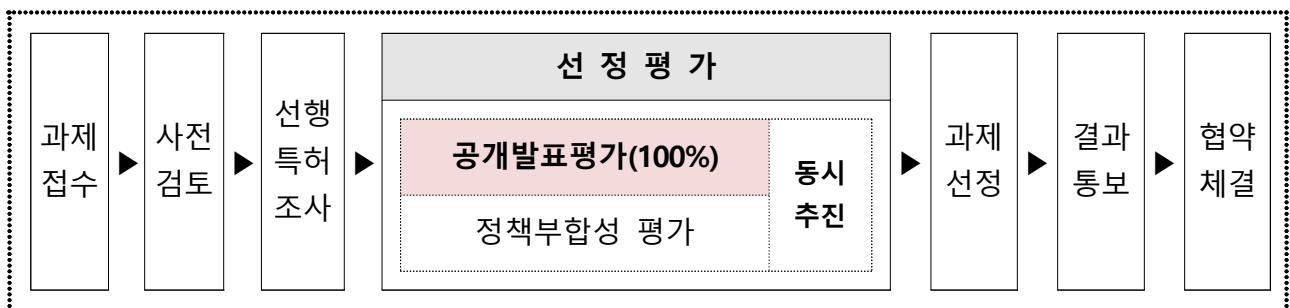 과제
접수
▶
사전
검토
▶
선행
특허
조사
▶
선 정 평 가
공개발표평가(100%)
정책부합성 평가
동시
추진
▶
과제
선정
▶
결과
통보
▶
협약
체결